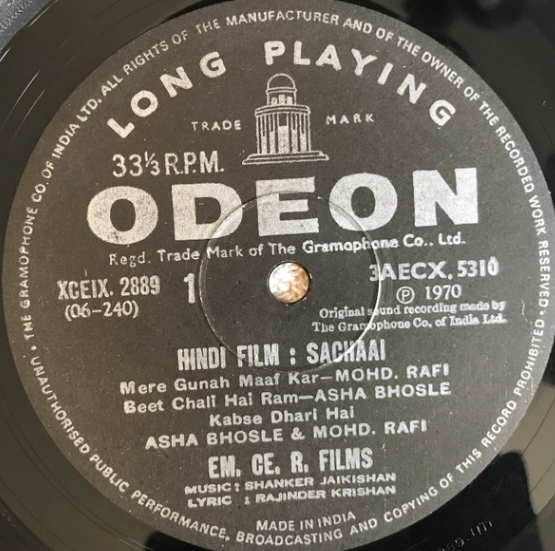 THE GRAMOPHONE CO. OF INDIA LTD. ALL RIGHTS OF THE MANUFACTURER AND OF THE OWNER OF THE RECORDED WORK RESERVED
LONG PLAYING
TRADE MARK
33⅓ R.P.M.
ODEON
Regd. Trade Mark of The Gramophone Co., Ltd.
XCEIX. 2889 1 3AECX. 5310
(06-240) Ⓟ 1970
Original sound recording made by
The Gramophone Co. of India Ltd.
HINDI FILM : SACHAAI
Mere Gunah Maaf Kar—MOHD. RAFI
Beet Chali Hai Ram—ASHA BHOSLE
Kabse Dhari Hai
ASHA BHOSLE & MOHD. RAFI
EM. CE. R. FILMS
MUSIC : SHANKER JAIKISHAN
LYRIC : RAJINDER KRISHAN
MADE IN INDIA
UNAUTHORISED PUBLIC PERFORMANCE, BROADCASTING AND COPYING OF THIS RECORD PROHIBITED